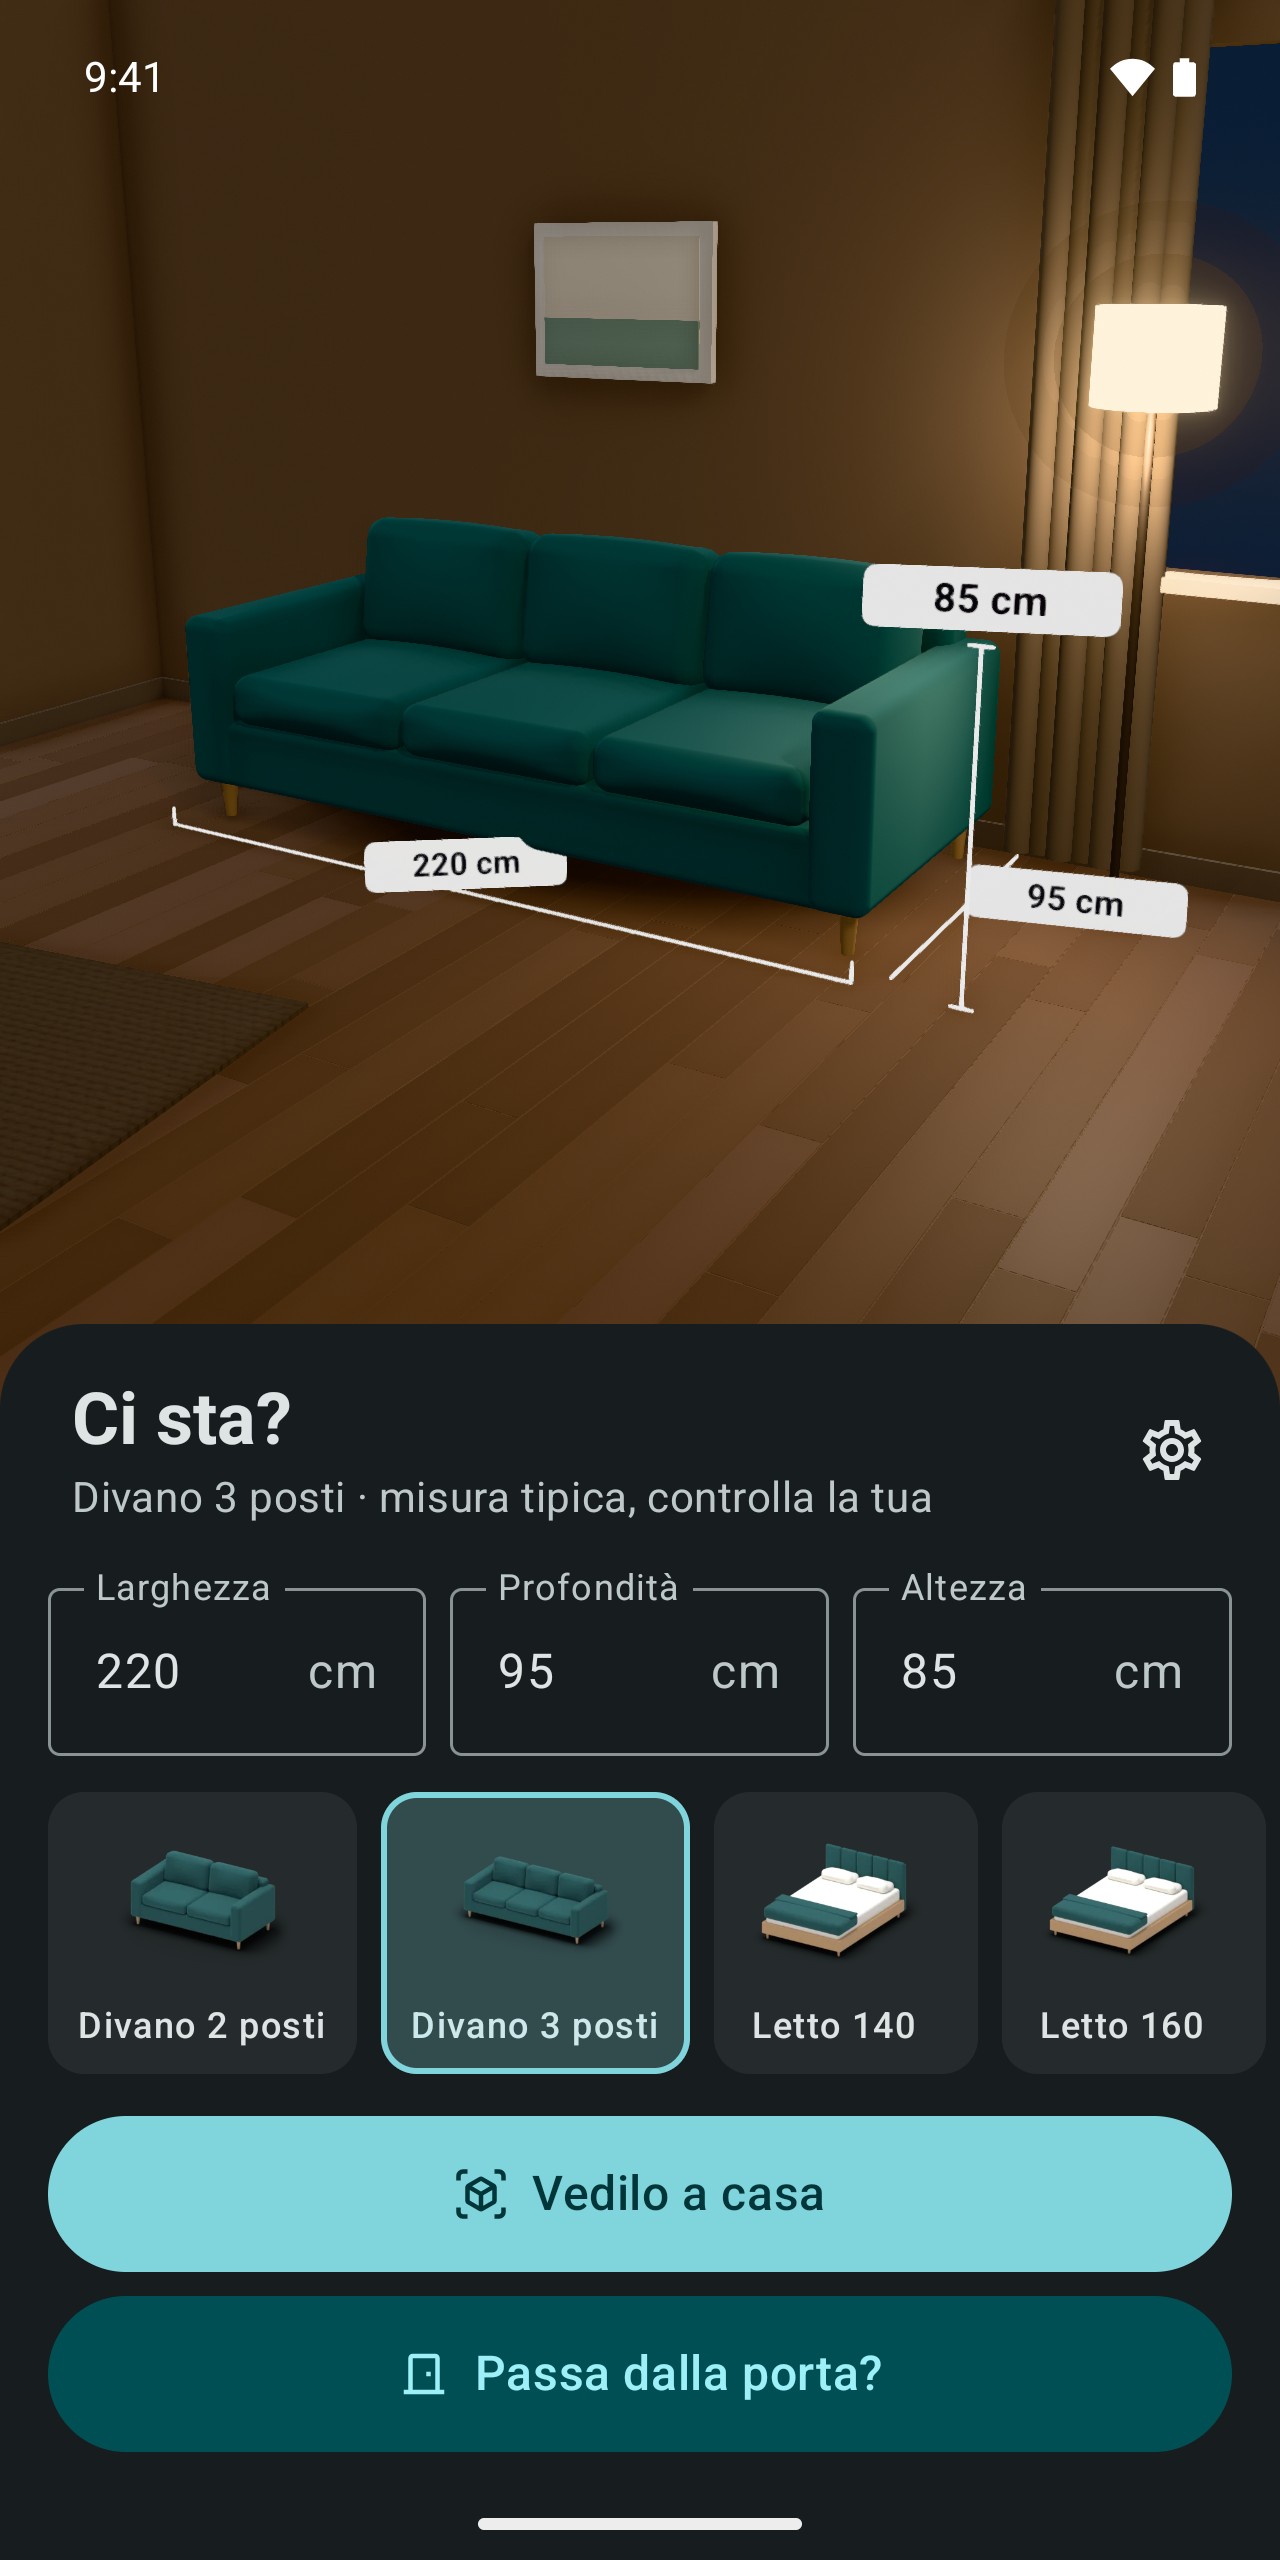 9:41
85 cm
220 cm
95 cm
Ci sta?
Divano 3 posti · misura tipica, controlla la tua
Larghezza
Profondità
Altezza
220 cm
95 cm
85 cm
Divano 2 posti
Divano 3 posti
Letto 140
Letto 160
Vedilo a casa
Passa dalla porta?